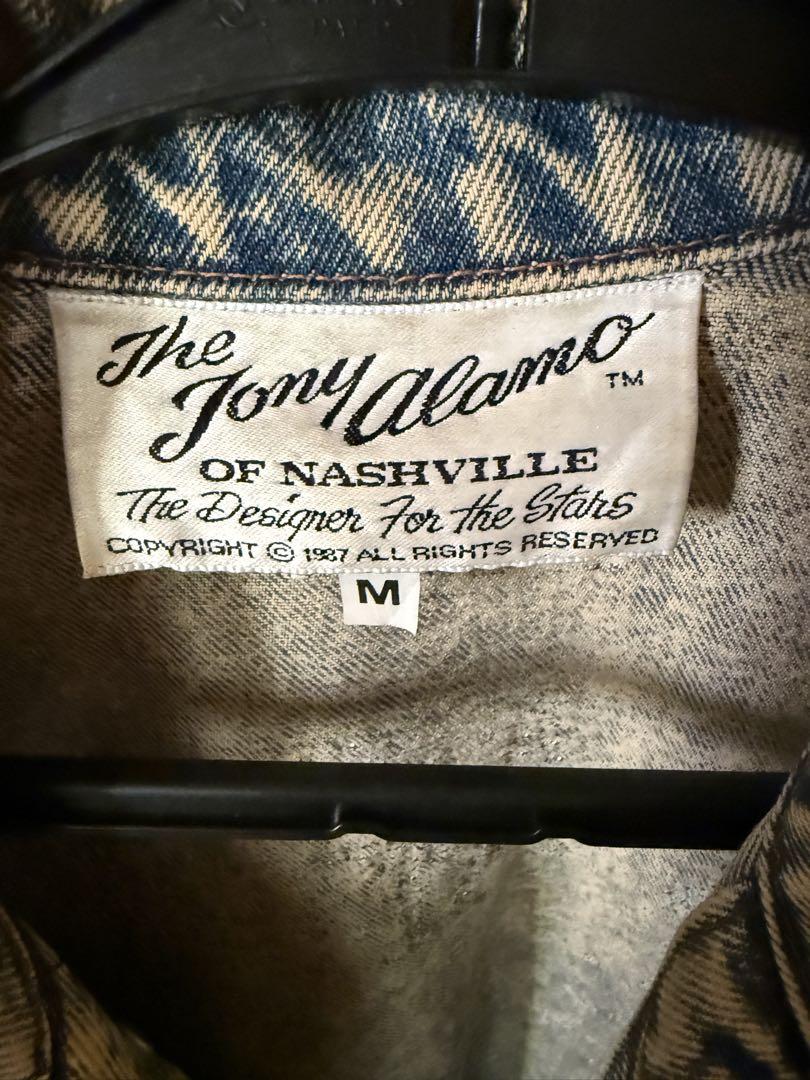 The
Tony Alamo TM
OF NASHVILLE
The Designer For the Stars
COPYRIGHT © 1987 ALL RIGHTS RESERVED
M